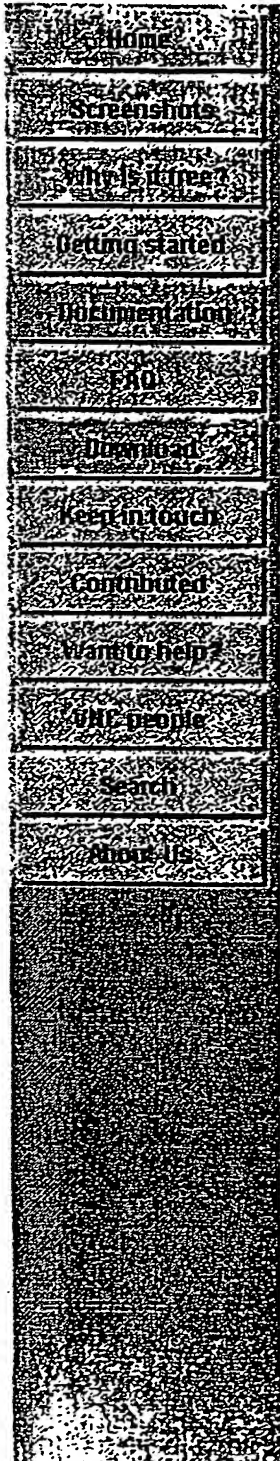 Home
Screenshots
Why is it free?
Getting started
Documentation
FAQ
Download
Keep in touch
Contributed
Want to help?
people
Search
About Us